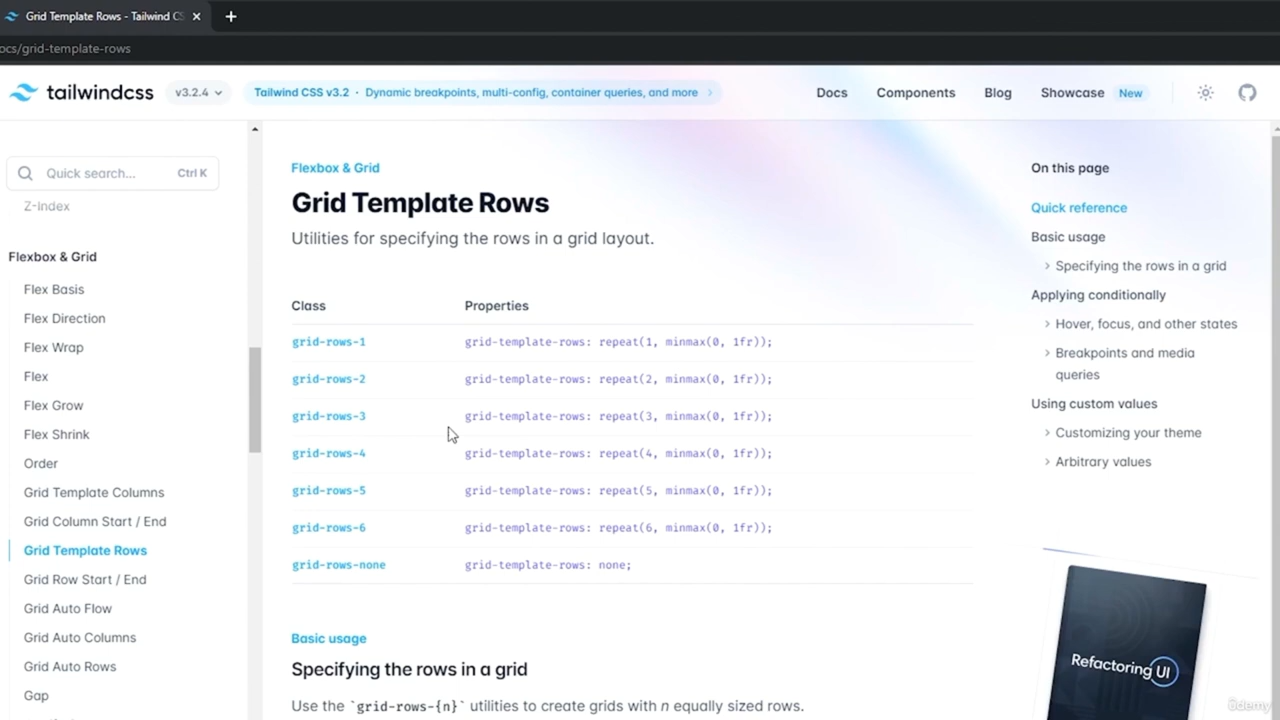 Grid Template Rows - Tailwind CS
ocs/grid-template-rows
tailwindcss
v3.2.4
Tailwind CSS v3.2 · Dynamic breakpoints, multi-config, container queries, and more
Docs
Components
Blog
Showcase
New
Quick search...
Ctrl K
Z-Index
Flexbox & Grid
Flex Basis
Flex Direction
Flex Wrap
Flex
Flex Grow
Flex Shrink
Order
Grid Template Columns
Grid Column Start / End
Grid Template Rows
Grid Row Start / End
Grid Auto Flow
Grid Auto Columns
Grid Auto Rows
Gap
Flexbox & Grid
Grid Template Rows
Utilities for specifying the rows in a grid layout.
Class Properties
grid-rows-1 grid-template-rows: repeat(1, minmax(0, 1fr));
grid-rows-2 grid-template-rows: repeat(2, minmax(0, 1fr));
grid-rows-3 grid-template-rows: repeat(3, minmax(0, 1fr));
grid-rows-4 grid-template-rows: repeat(4, minmax(0, 1fr));
grid-rows-5 grid-template-rows: repeat(5, minmax(0, 1fr));
grid-rows-6 grid-template-rows: repeat(6, minmax(0, 1fr));
grid-rows-none grid-template-rows: none;
Basic usage
Specifying the rows in a grid
Use the `grid-rows-{n}` utilities to create grids with n equally sized rows.
On this page
Quick reference
Basic usage
Specifying the rows in a grid
Applying conditionally
Hover, focus, and other states
Breakpoints and media
queries
Using custom values
Customizing your theme
Arbitrary values
Refactoring UI
ûdemy